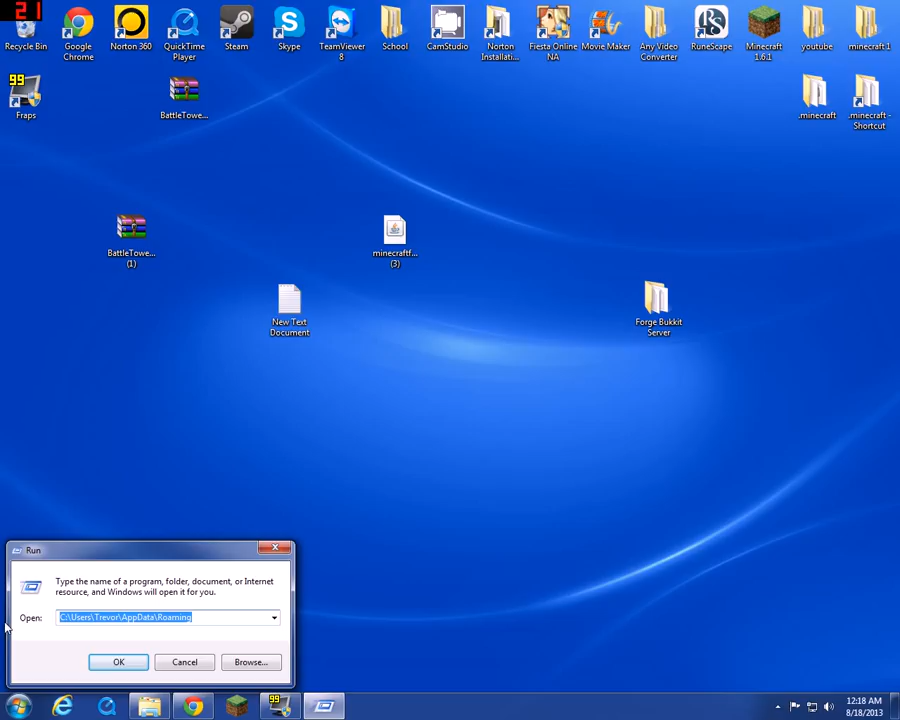 21
Recycle Bin
Google
Chrome
Norton 360
QuickTime
Player
Steam
Skype
TeamViewer
8
School
CamStudio
Norton
Installati...
Fiesta Online
NA
Movie Maker
Any Video
Converter
RuneScape
Minecraft
1.6.1
youtube
minecraft 1
99
Fraps
BattleTowe...
.minecraft
.minecraft -
Shortcut
BattleTowe...
(1)
minecraftf...
(3)
New Text
Document
Forge Bukkit
Server
Run
Type the name of a program, folder, document, or Internet
resource, and Windows will open it for you.
Open:
C:\Users\Trevor\AppData\Roaming
OK
Cancel
Browse...
99
12:18 AM
8/18/2013